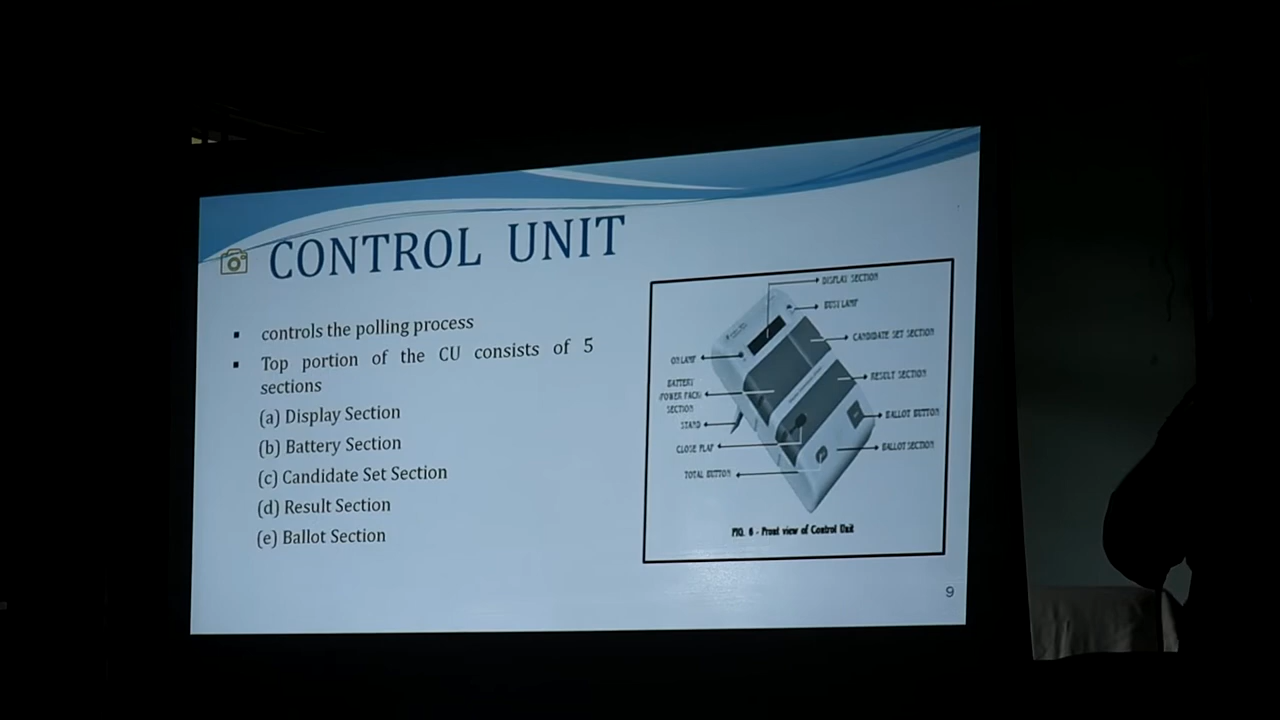 CONTROL UNIT
▪ controls the polling process
▪ Top portion of the CU consists of 5
sections
(a) Display Section
(b) Battery Section
(c) Candidate Set Section
(d) Result Section
(e) Ballot Section
DISPLAY SECTION
BUSY LAMP
CANDIDATE SET SECTION
ON LAMP
RESULT SECTION
BATTERY
(POWER PACK)
SECTION
BALLOT BUTTON
STAND
CLOSE FLAP
BALLOT SECTION
TOTAL BUTTON
FIG. 6 - Front view of Control Unit
9